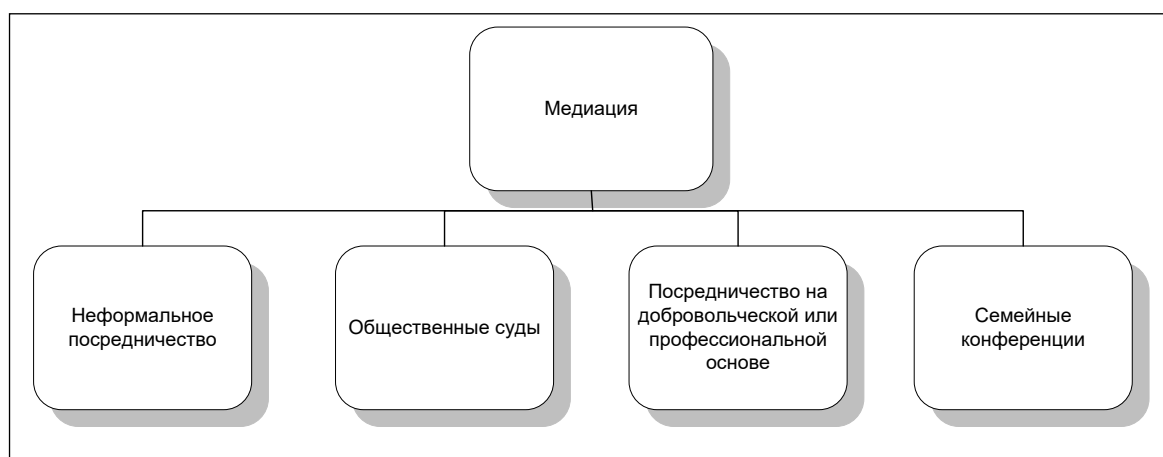 Медиация
Неформальное
посредничество
Общественные суды
Посредничество на
добровольческой или
профессиональной
основе
Семейные
конференции